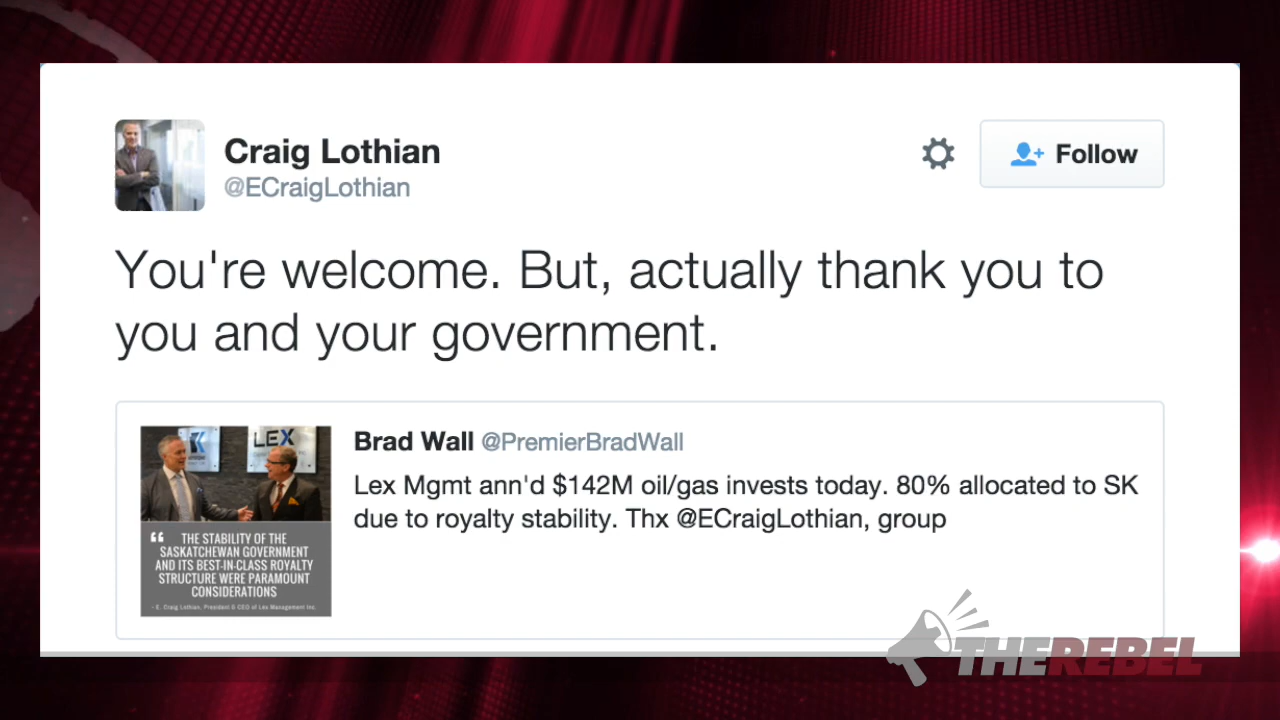 Craig Lothian
@ECraigLothian
Follow
You're welcome. But, actually thank you to
you and your government.
Brad Wall @PremierBradWall
Lex Mgmt ann'd $142M oil/gas invests today. 80% allocated to SK
due to royalty stability. Thx @ECraigLothian, group
LEX
“ THE STABILITY OF THE
SASKATCHEWAN GOVERNMENT
AND ITS BEST-IN-CLASS ROYALTY
STRUCTURE WERE PARAMOUNT
CONSIDERATIONS
- E. Craig Lothian, President & CEO of Lex Management Inc.
THEREBEL